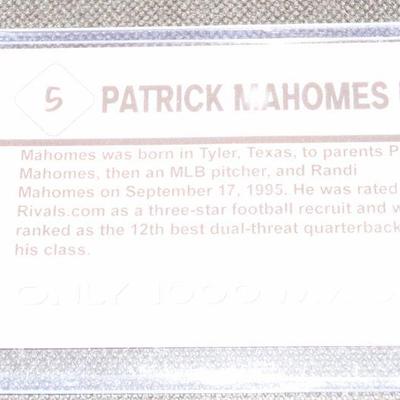 5 PATRICK MAHOMES
Mahomes was born in Tyler, Texas, to parents P
Mahomes, then an MLB pitcher, and Randi
Mahomes on September 17, 1995. He was rated
Rivals.com as a three-star football recruit and w
ranked as the 12th best dual-threat quarterback
his class.
ONLY 1000